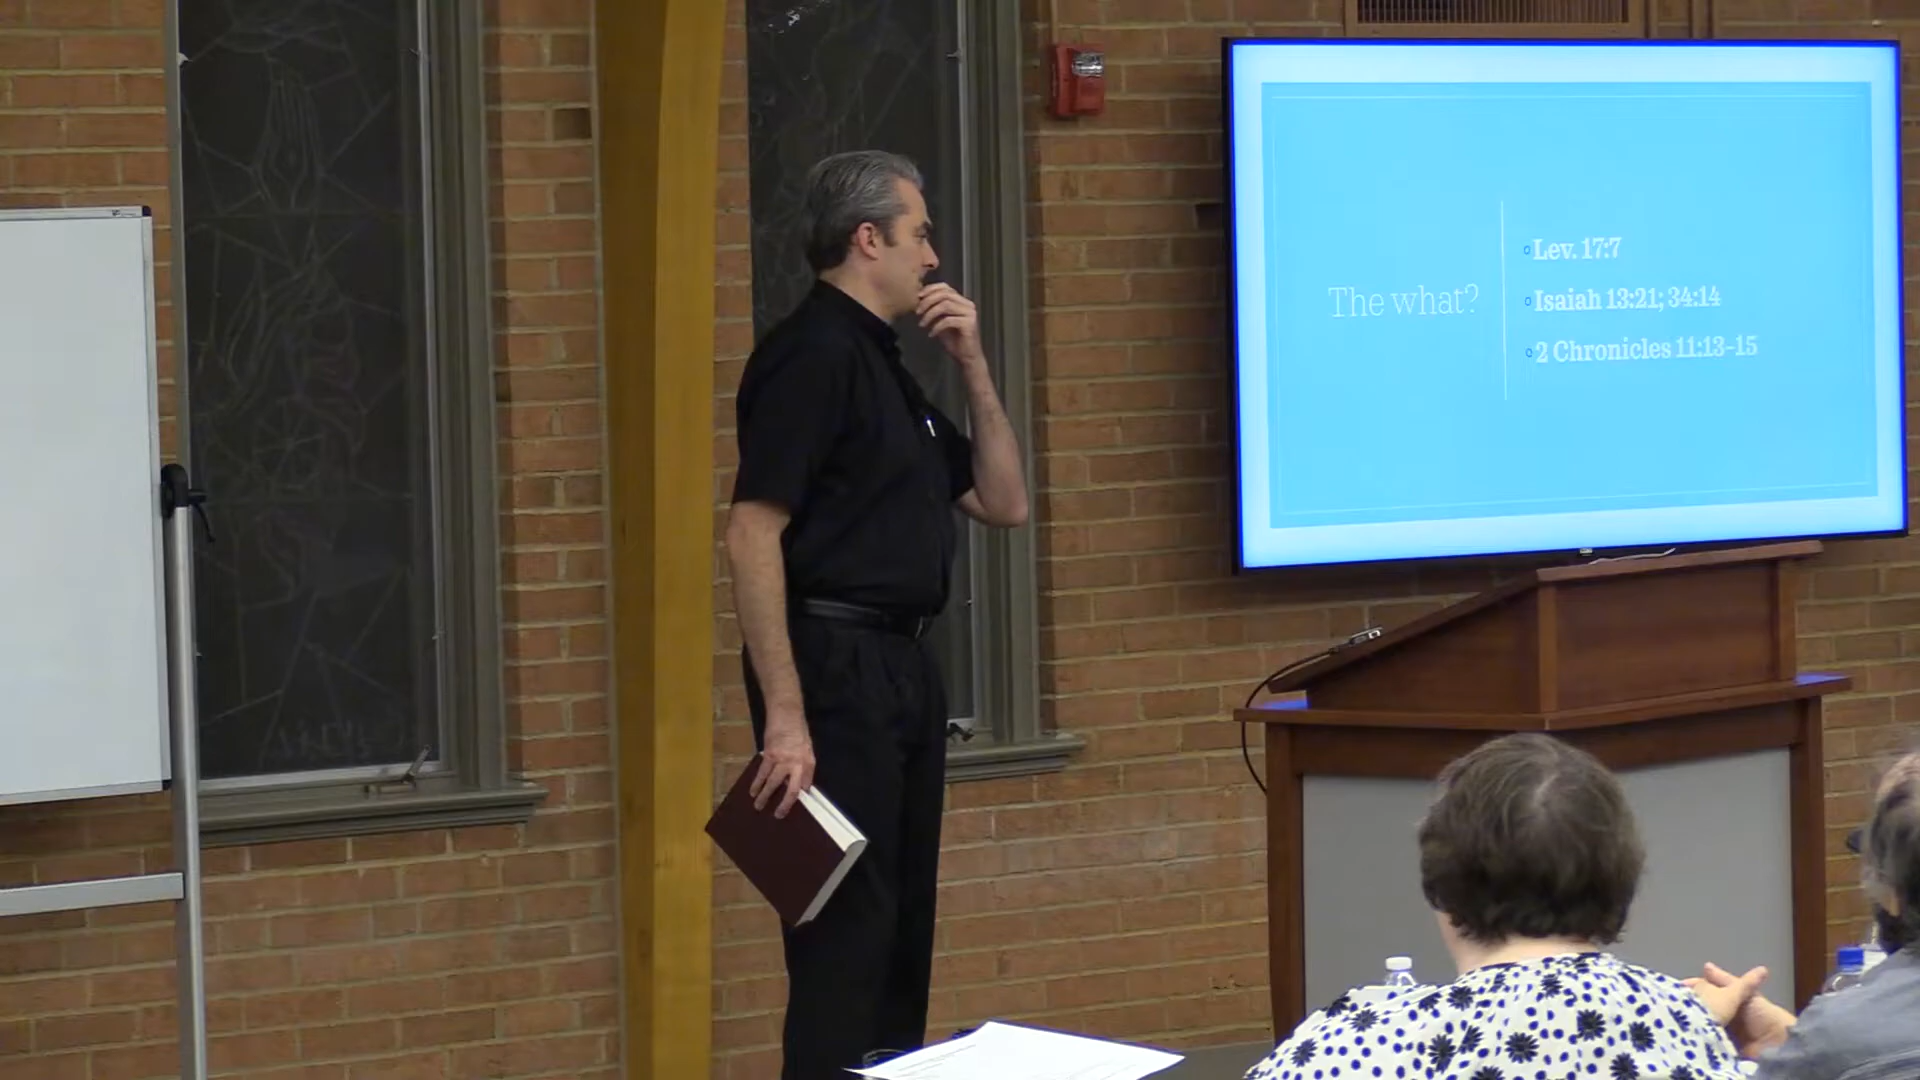 The what?
Lev. 17:7
Isaiah 13:21; 34:14
2 Chronicles 11:13-15